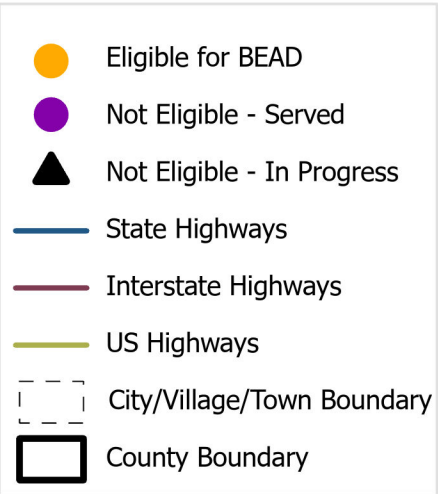 Eligible for BEAD
Not Eligible - Served
Not Eligible - In Progress
State Highways
Interstate Highways
US Highways
City/Village/Town Boundary
County Boundary